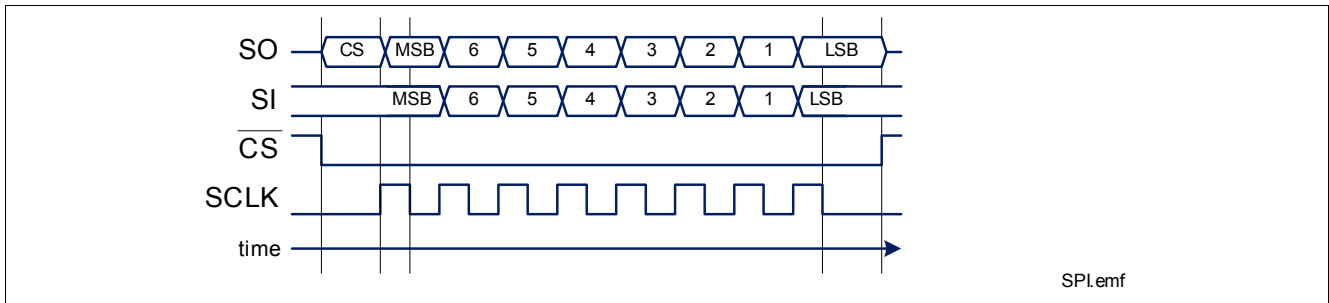 SO CS MSB 6 5 4 3 2 1 LSB
SI MSB 6 5 4 3 2 1 LSB
CS
SCLK
time
SPI.emf